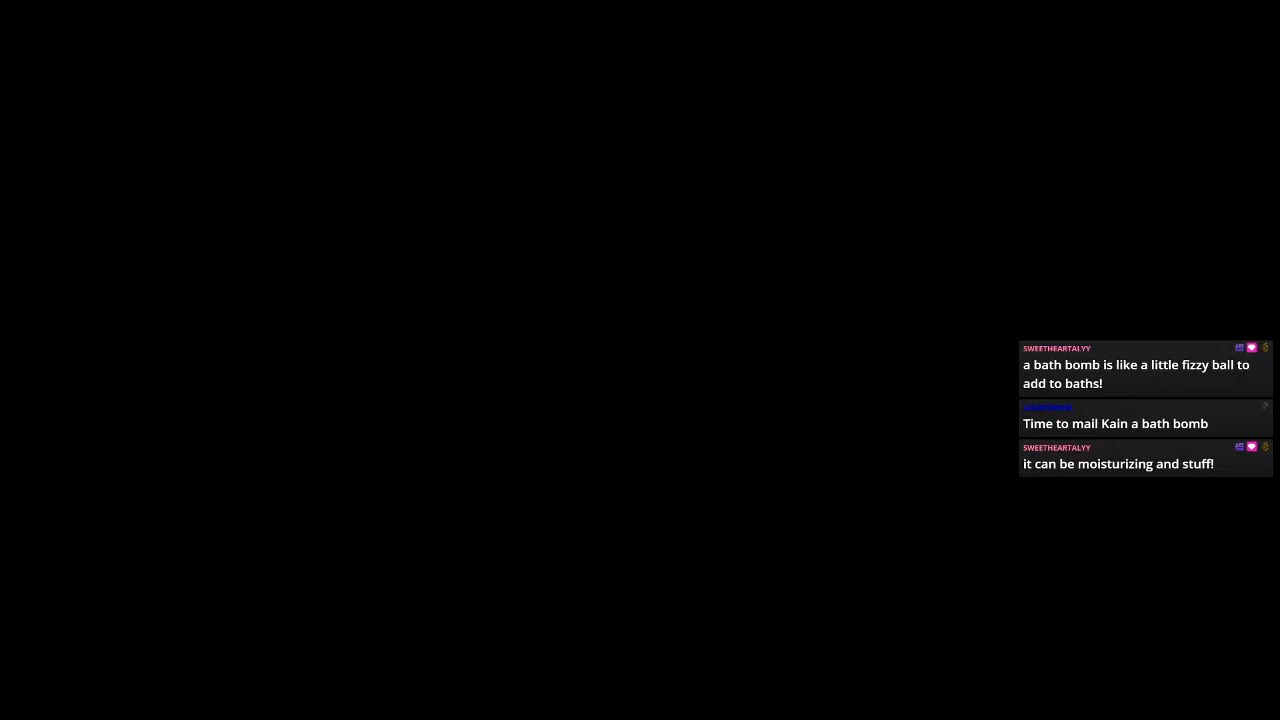 SWEETHEARTALYY
a bath bomb is like a little fizzy ball to
add to baths!
Time to mail Kain a bath bomb
SWEETHEARTALYY
it can be moisturizing and stuff!